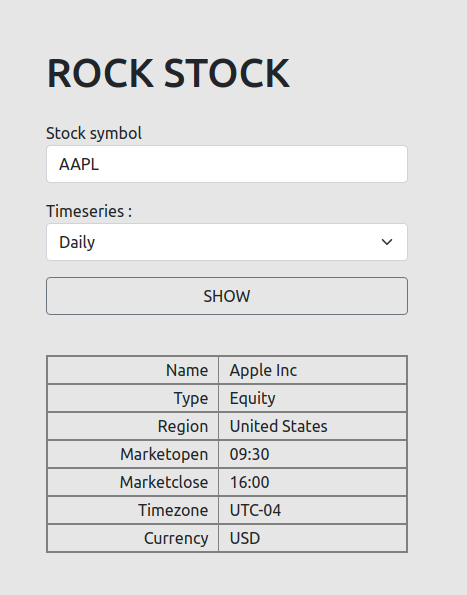 ROCK STOCK
Stock symbol
AAPL
Timeseries :
Daily
SHOW
Name Apple Inc
Type Equity
Region United States
Marketopen 09:30
Marketclose 16:00
Timezone UTC-04
Currency USD